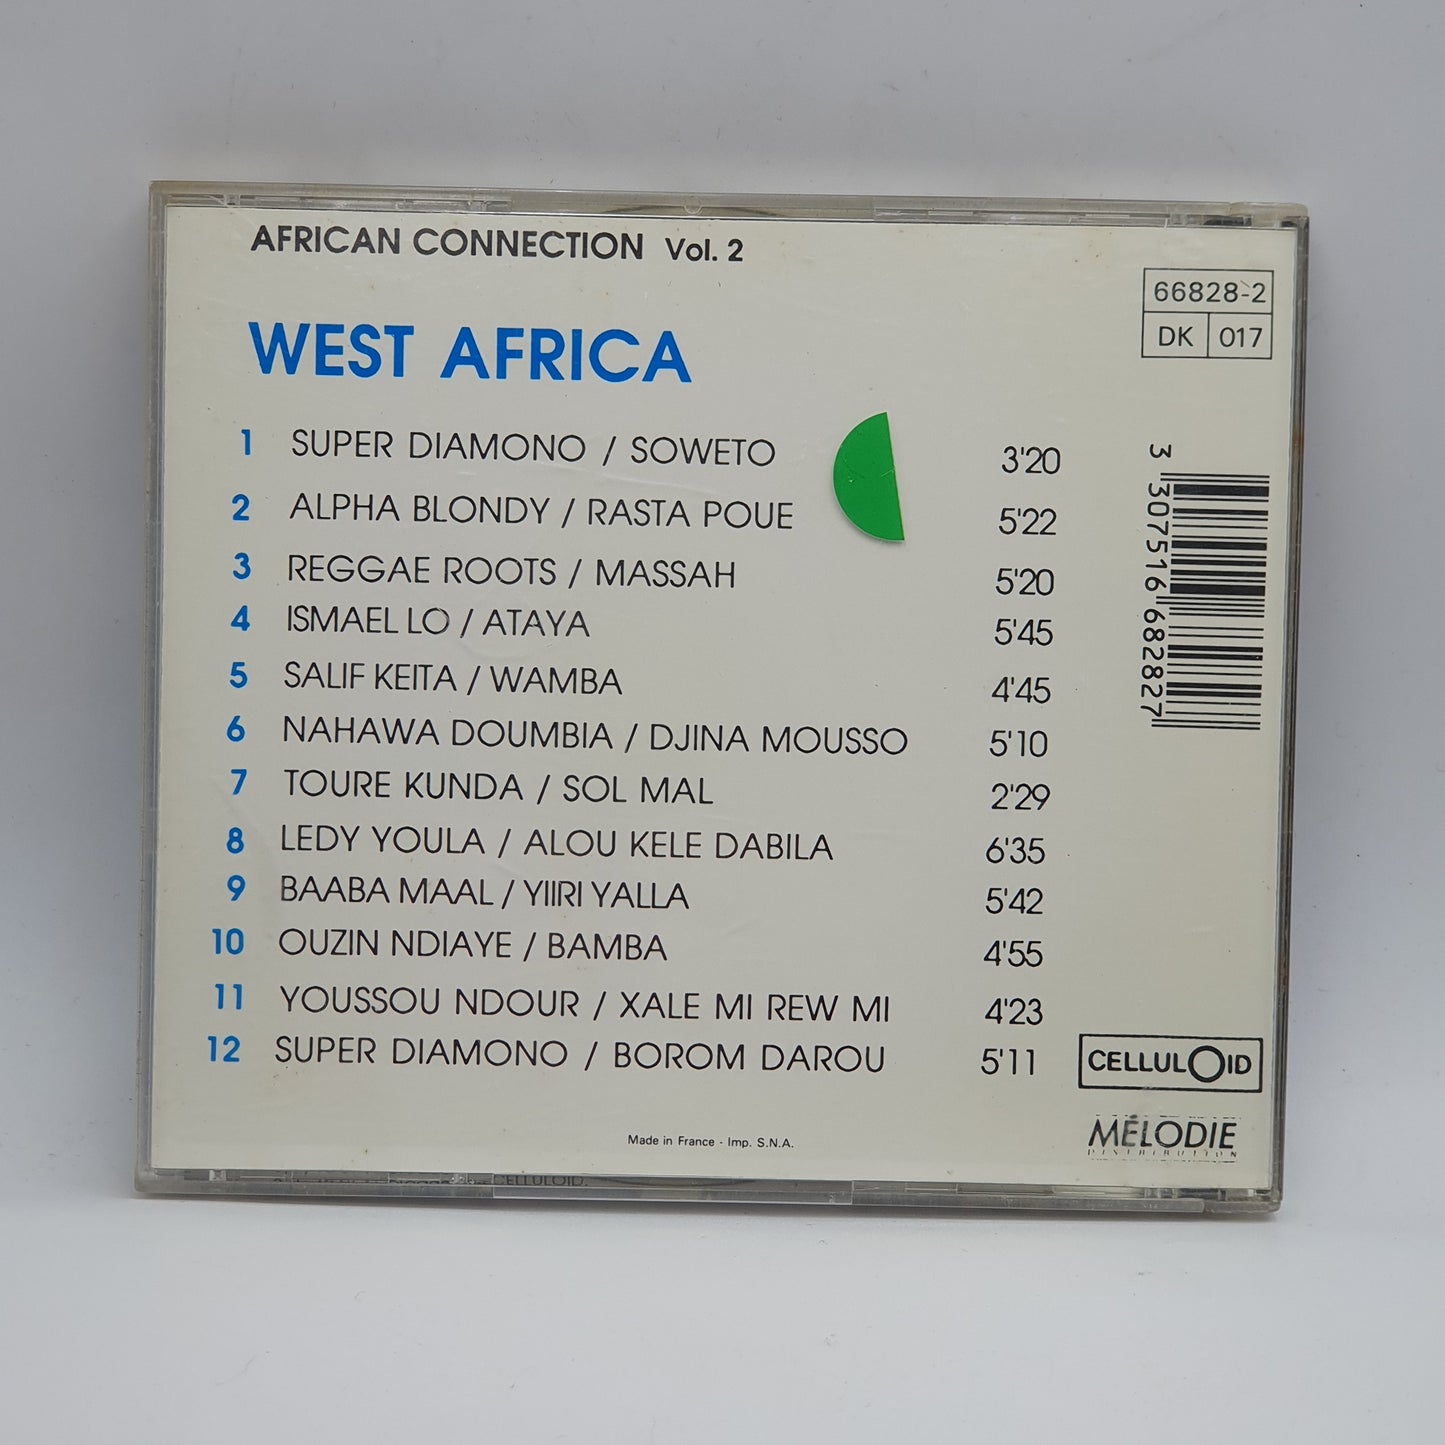 AFRICAN CONNECTION Vol. 2
66828-2
DK 017
WEST AFRICA
1 SUPER DIAMONO / SOWETO 3'20
2 ALPHA BLONDY / RASTA POUE 5'22
3 REGGAE ROOTS / MASSAH 5'20
4 ISMAEL LO / ATAYA 5'45
5 SALIF KEITA / WAMBA 4'45
6 NAHAWA DOUMBIA / DJINA MOUSSO 5'10
7 TOURE KUNDA / SOL MAL 2'29
8 LEDY YOULA / ALOU KELE DABILA 6'35
9 BAABA MAAL / YIIRI YALLA 5'42
10 OUZIN NDIAYE / BAMBA 4'55
11 YOUSSOU NDOUR / XALE MI REW MI 4'23
12 SUPER DIAMONO / BOROM DAROU 5'11
3 307516 682827
CELLULOID
MÉLODIE
DISTRIBUTION
Made in France - Imp. S.N.A.
CELLULOID.